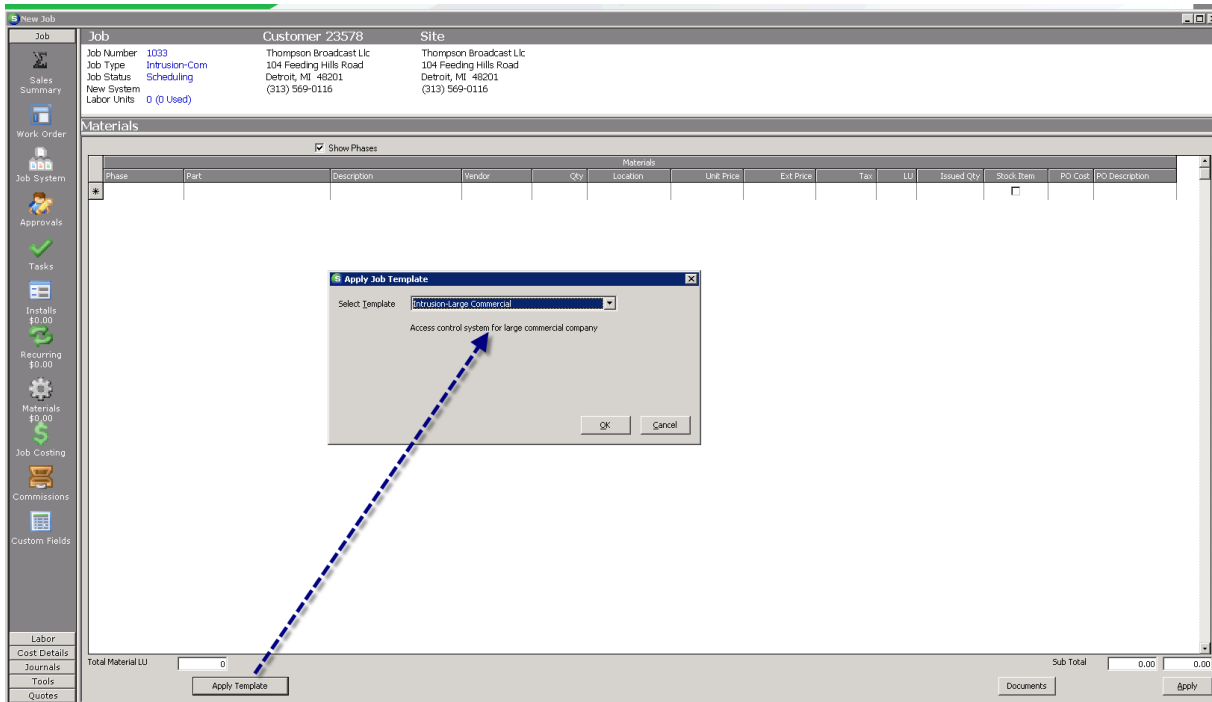 New Job
Job
Job Customer 23578 Site
Job Number 1033 Thompson Broadcast Llc Thompson Broadcast Llc
Job Type Intrusion-Com 104 Feeding Hills Road 104 Feeding Hills Road
Job Status Scheduling Detroit, MI 48201 Detroit, MI 48201
New System (313) 569-0116 (313) 569-0116
Labor Units 0 (0 Used)
Sales
Summary
Work Order
Job System
Approvals
Tasks
Installs
$0.00
Recurring
$0.00
Materials
$0.00
Job Costing
Commissions
Custom Fields
Labor
Cost Details
Journals
Tools
Quotes
Materials
Show Phases
Materials
Phase Part Description Vendor Qty Location Unit Price Ext Price Tax LU Issued Qty Stock Item PO Cost PO Description
Apply Job Template
Select Template Intrusion-Large Commercial
Access control system for large commercial company
OK Cancel
Total Material LU 0 Sub Total 0.00 0.00
Apply Template Documents Apply